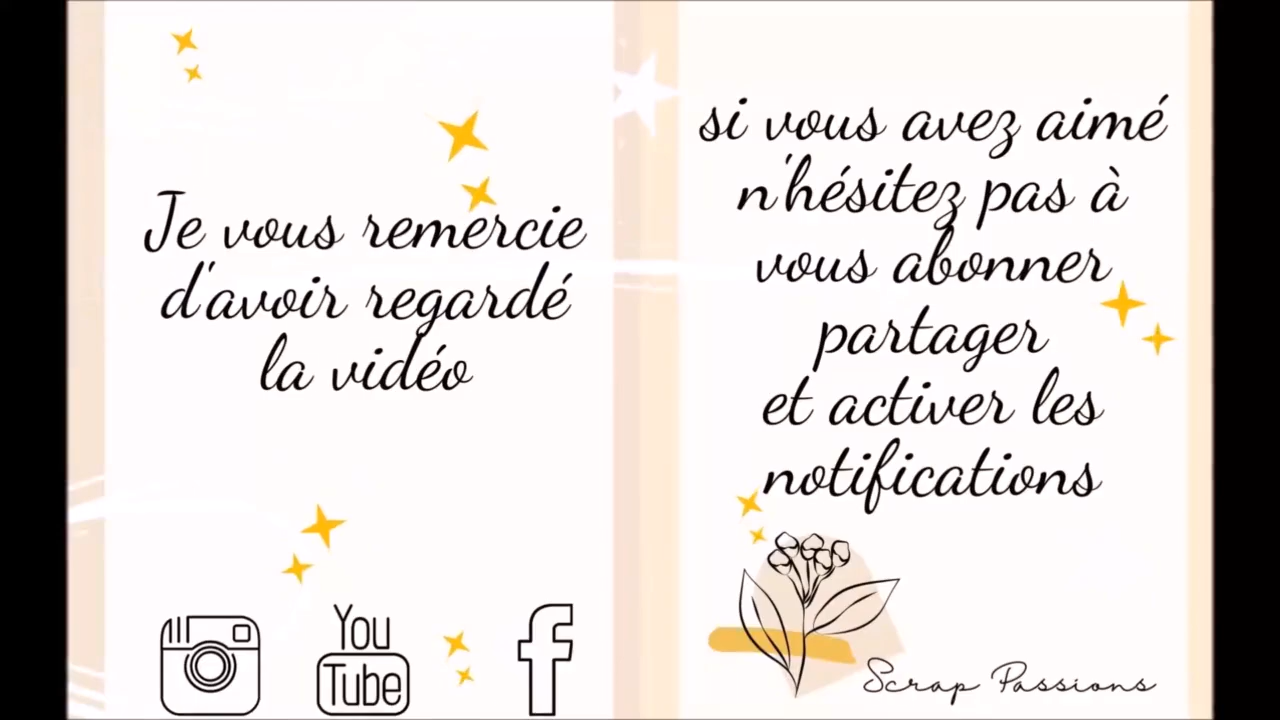 Je vous remercie
d'avoir regardé
la vidéo
You
Tube
f
si vous avez aimé
n'hésitez pas à
vous abonner
partager
et activer les
notifications
Scrap Passions